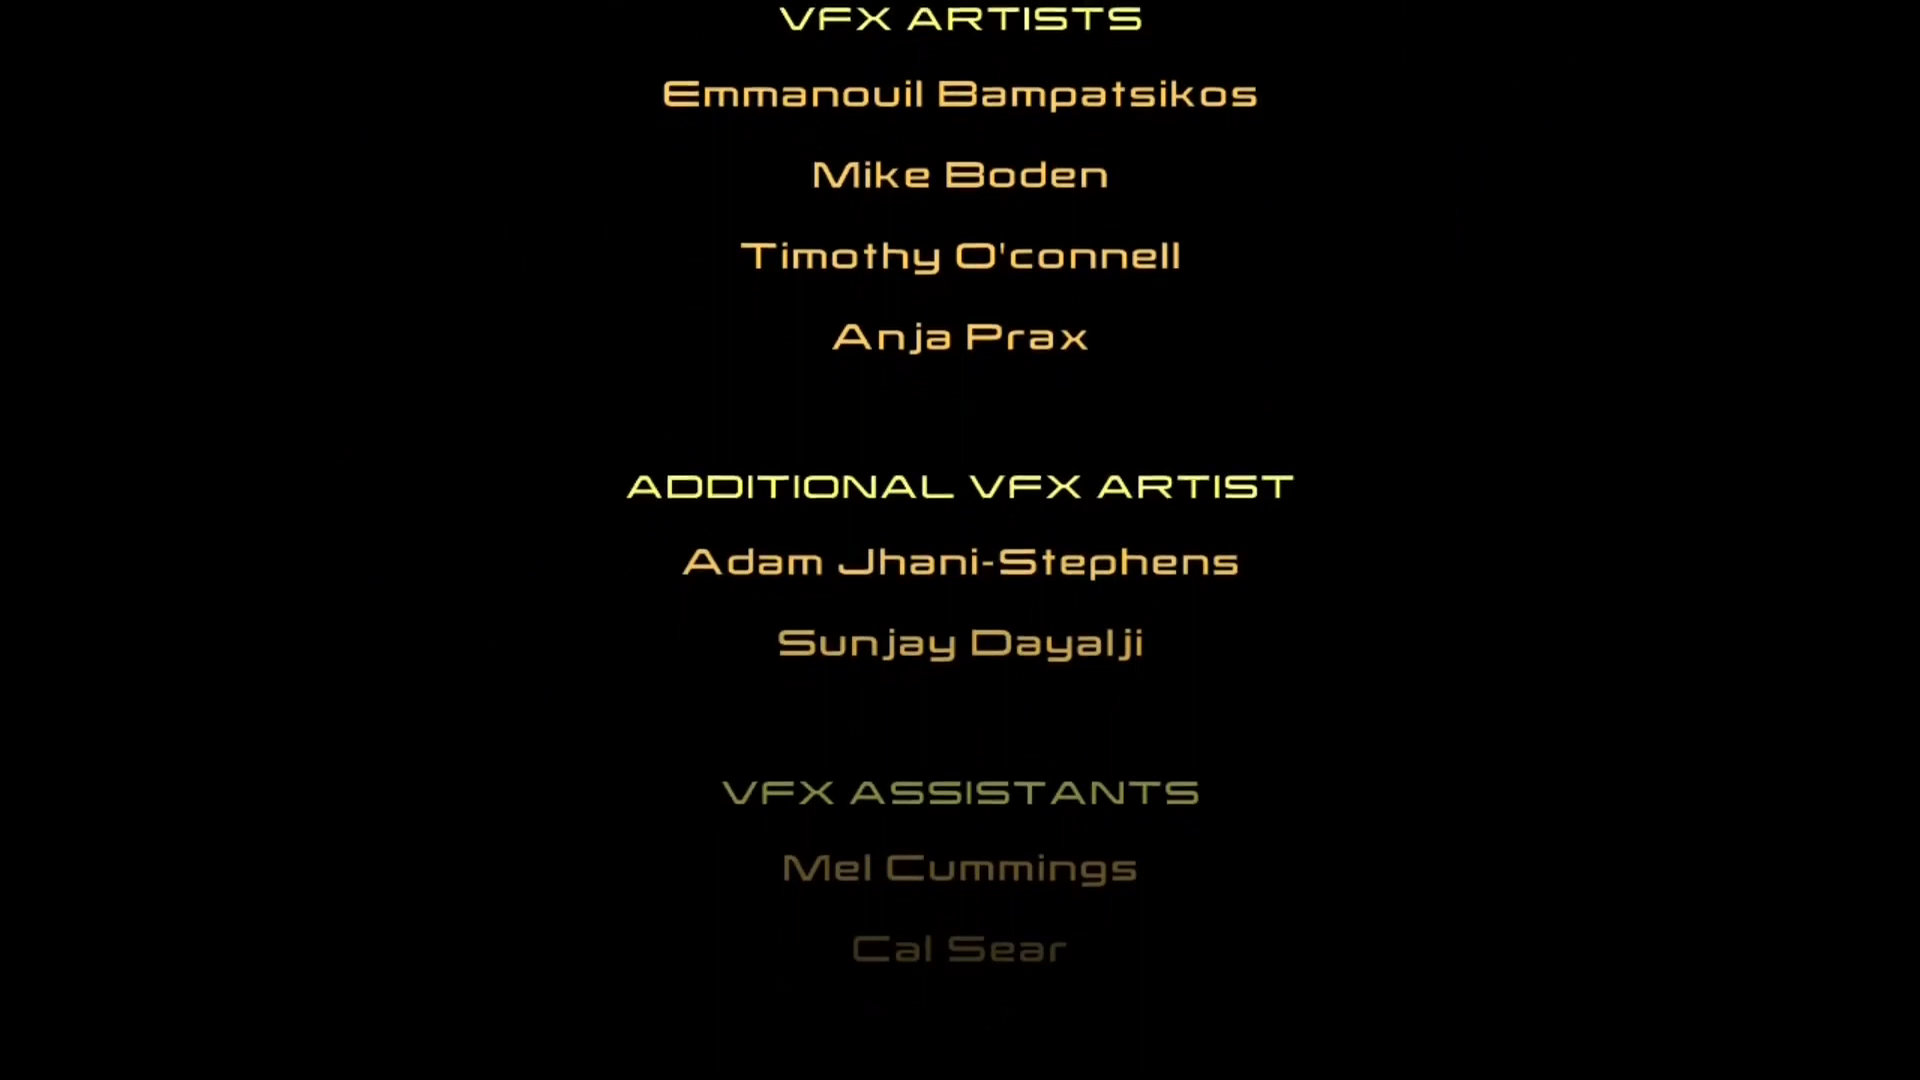 VFX ARTISTS
Emmanouil Bampatsikos
Mike Boden
Timothy O'connell
Anja Prax
ADDITIONAL VFX ARTIST
Adam Jhani-Stephens
Sunjay Dayalji
VFX ASSISTANTS
Mel Cummings
Cal Sear